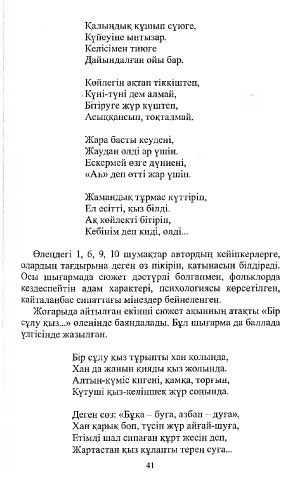 Қалыңдық құшып сүюге,
Күйеуіне ынтызар.
Келісімен тиюге
Дайындалған ойы бар.
Көйлегін ақтап тіккіштеп,
Күні-түні дем алмай,
Бітіруге жүр күштеп,
Асыққансып, тоқталмай.
Жара басты кеудені,
Жаудан өлді ар үшін.
Ескермей өзге дүниені,
«Аһ» деп өтті жар үшін.
Жамандық тұрмас күттіріп,
Ел есітті, қыз білді.
Ақ көйлекті бітіріп,
Кебінім деп киді, өлді...
Өлеңдегі 1, 6, 9, 10 шумақтар автордың кейіпкерлерге,
олардың тағдырына деген өз пікірін, қатынасын білдіреді.
Осы шығармада сюжет дәстүрлі болғанмен, фольклорда
кездеспейтін адам характері, психологиясы көрсетілген,
қайталанбас сипаттағы мінездер бейнеленген.
Жоғарыда айтылған екінші сюжет ақынның атақты «Бір
сұлу қыз...» өлеңінде баяндалады. Бұл шығарма да баллада
үлгісінде жазылған.
Бір сұлу қыз тұрыпты хан қолында,
Хан да жанын қияды қыз жолында.
Алтын-күміс кигені, қамқа, торғын,
Күтуші қыз-келіншек жүр соңында.
Деген сөз: «Бұқа – буға, азбан – дуға»,
Хан қарық боп, түсіп жүр айғай-шуға,
Етімді шал сипаған құрт жесін деп,
Жартастан қыз құлапты терең суға...
41